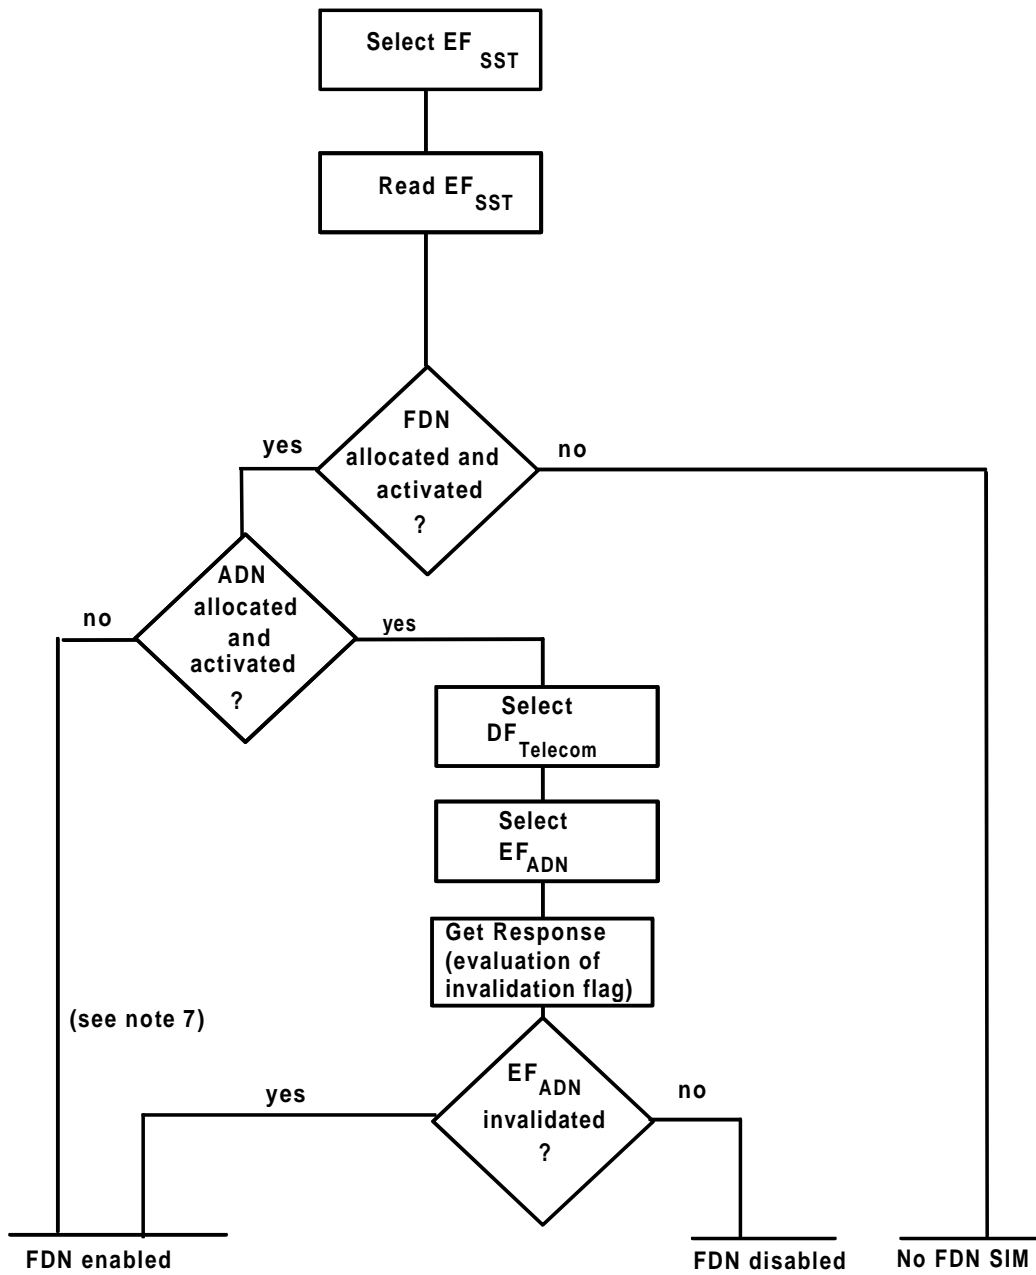 Select EF SST
Read EF SST
FDN
allocated and
activated
?
yes
no
ADN
allocated
and
activated
?
no
yes
Select
DF Telecom
Select
EF ADN
Get Response
(evaluation of
invalidation flag)
(see note 7)
EF ADN
invalidated
?
yes
no
FDN enabled
FDN disabled
No FDN SIM